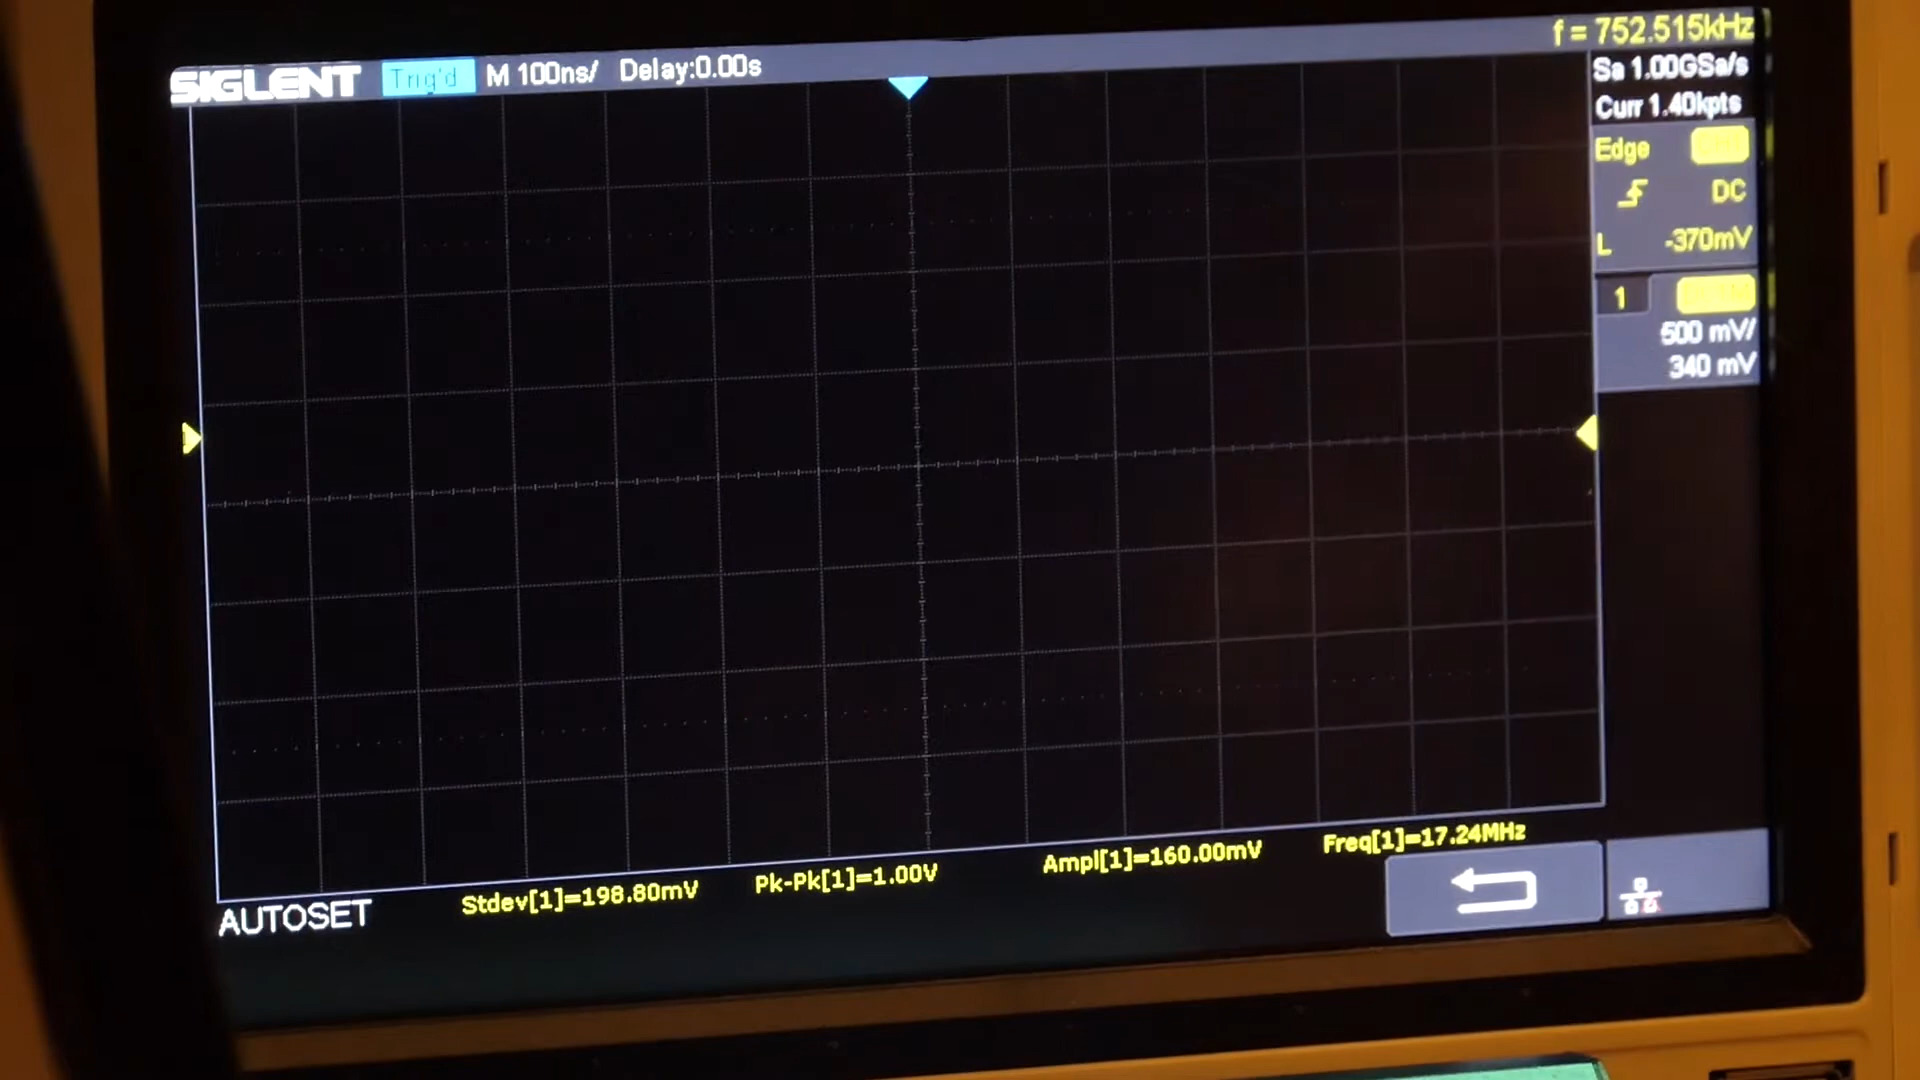 f = 752.515kHz
SIGLENT Trig'd M 100ns/ Delay:0.00s
Sa 1.00GSa/s
Curr 1.40kpts
Edge
DC
L -370mV
1
500 mV/
340 mV
Stdev[1]=198.80mV Pk-Pk[1]=1.00V Ampl[1]=160.00mV Freq[1]=17.24MHz
AUTOSET